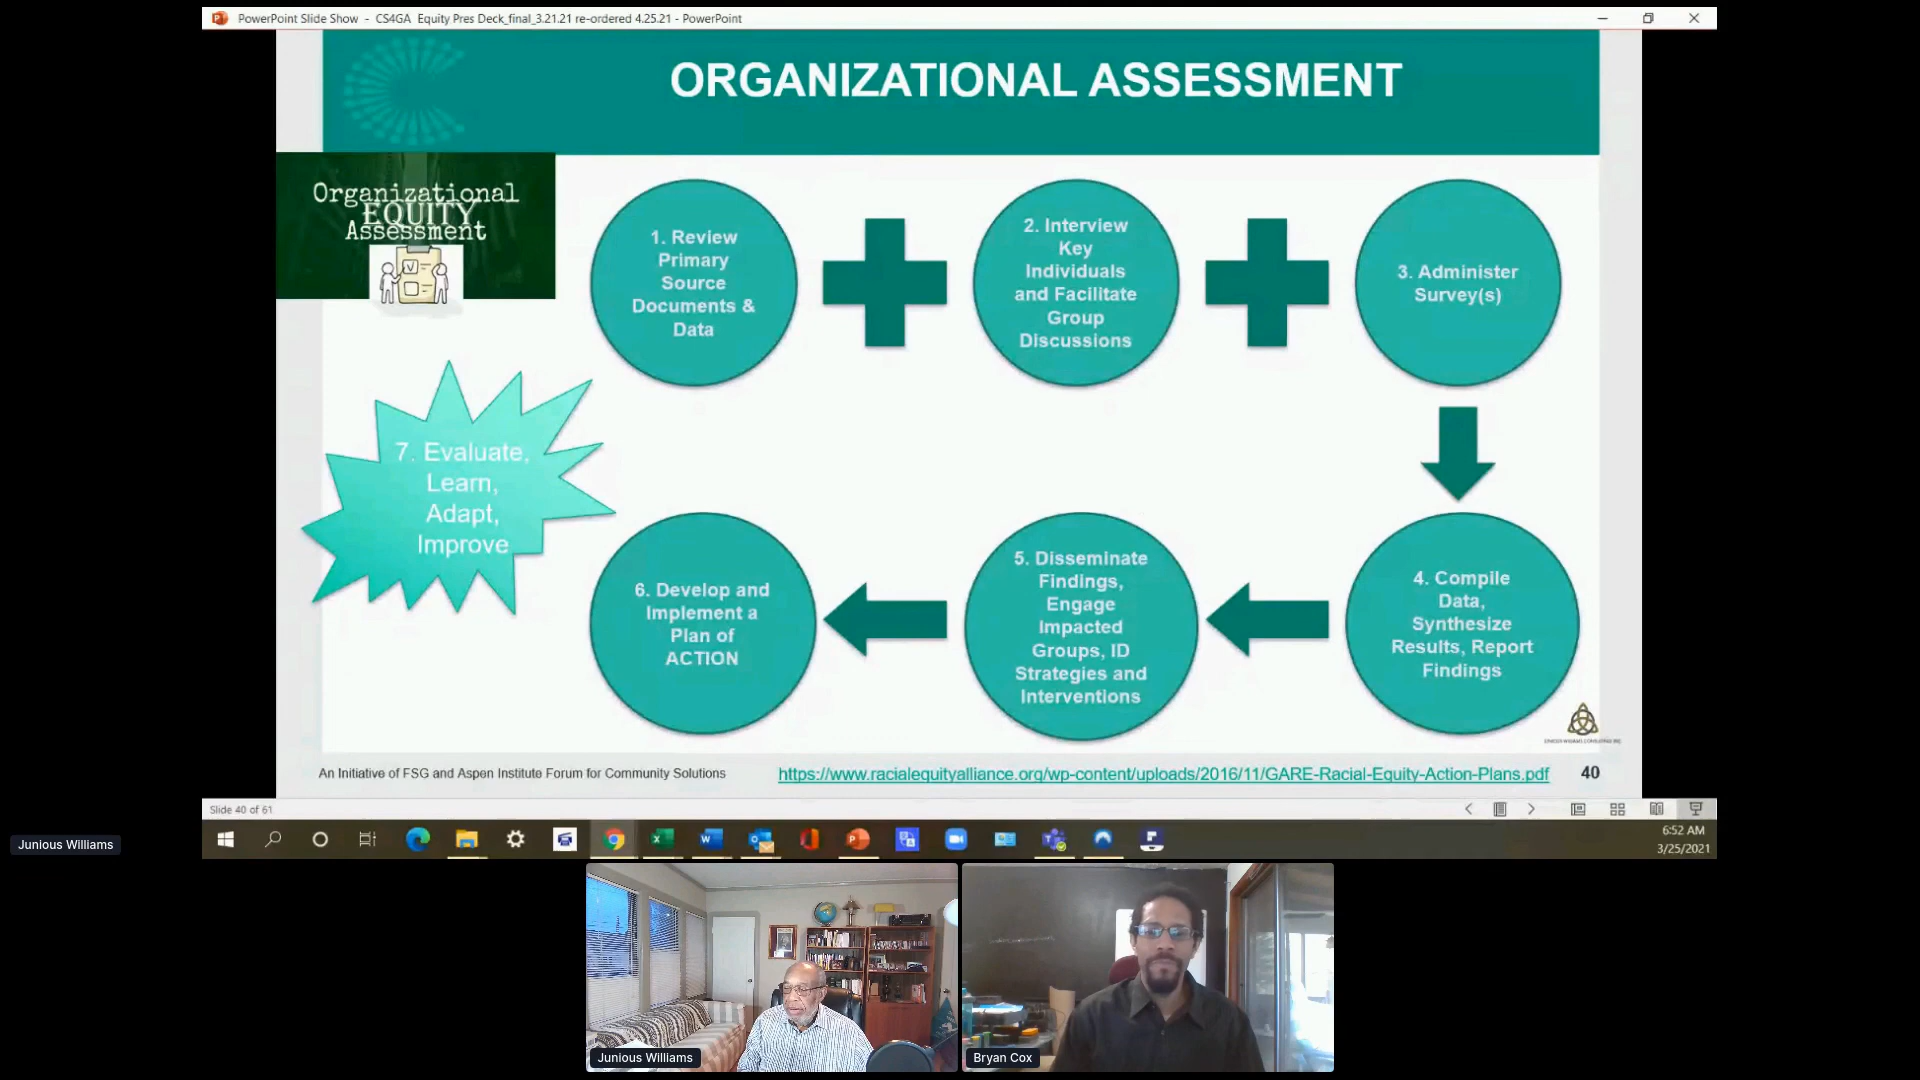 PowerPoint Slide Show - CS4GA Equity Pres Deck_final_3.21.21 re-ordered 4.25.21 - PowerPoint
ORGANIZATIONAL ASSESSMENT
Organizational
EQUITY
Assessment
1. Review
Primary
Source
Documents &
Data
2. Interview
Key
Individuals
and Facilitate
Group
Discussions
3. Administer
Survey(s)
4. Compile
Data,
Synthesize
Results, Report
Findings
5. Disseminate
Findings,
Engage
Impacted
Groups, ID
Strategies and
Interventions
6. Develop and
Implement a
Plan of
ACTION
7. Evaluate,
Learn,
Adapt,
Improve
An Initiative of FSG and Aspen Institute Forum for Community Solutions
https://www.racialequityalliance.org/wp-content/uploads/2016/11/GARE-Racial-Equity-Action-Plans.pdf
40
Slide 40 of 61
6:52 AM
3/25/2021
Junious Williams
Junious Williams
Bryan Cox